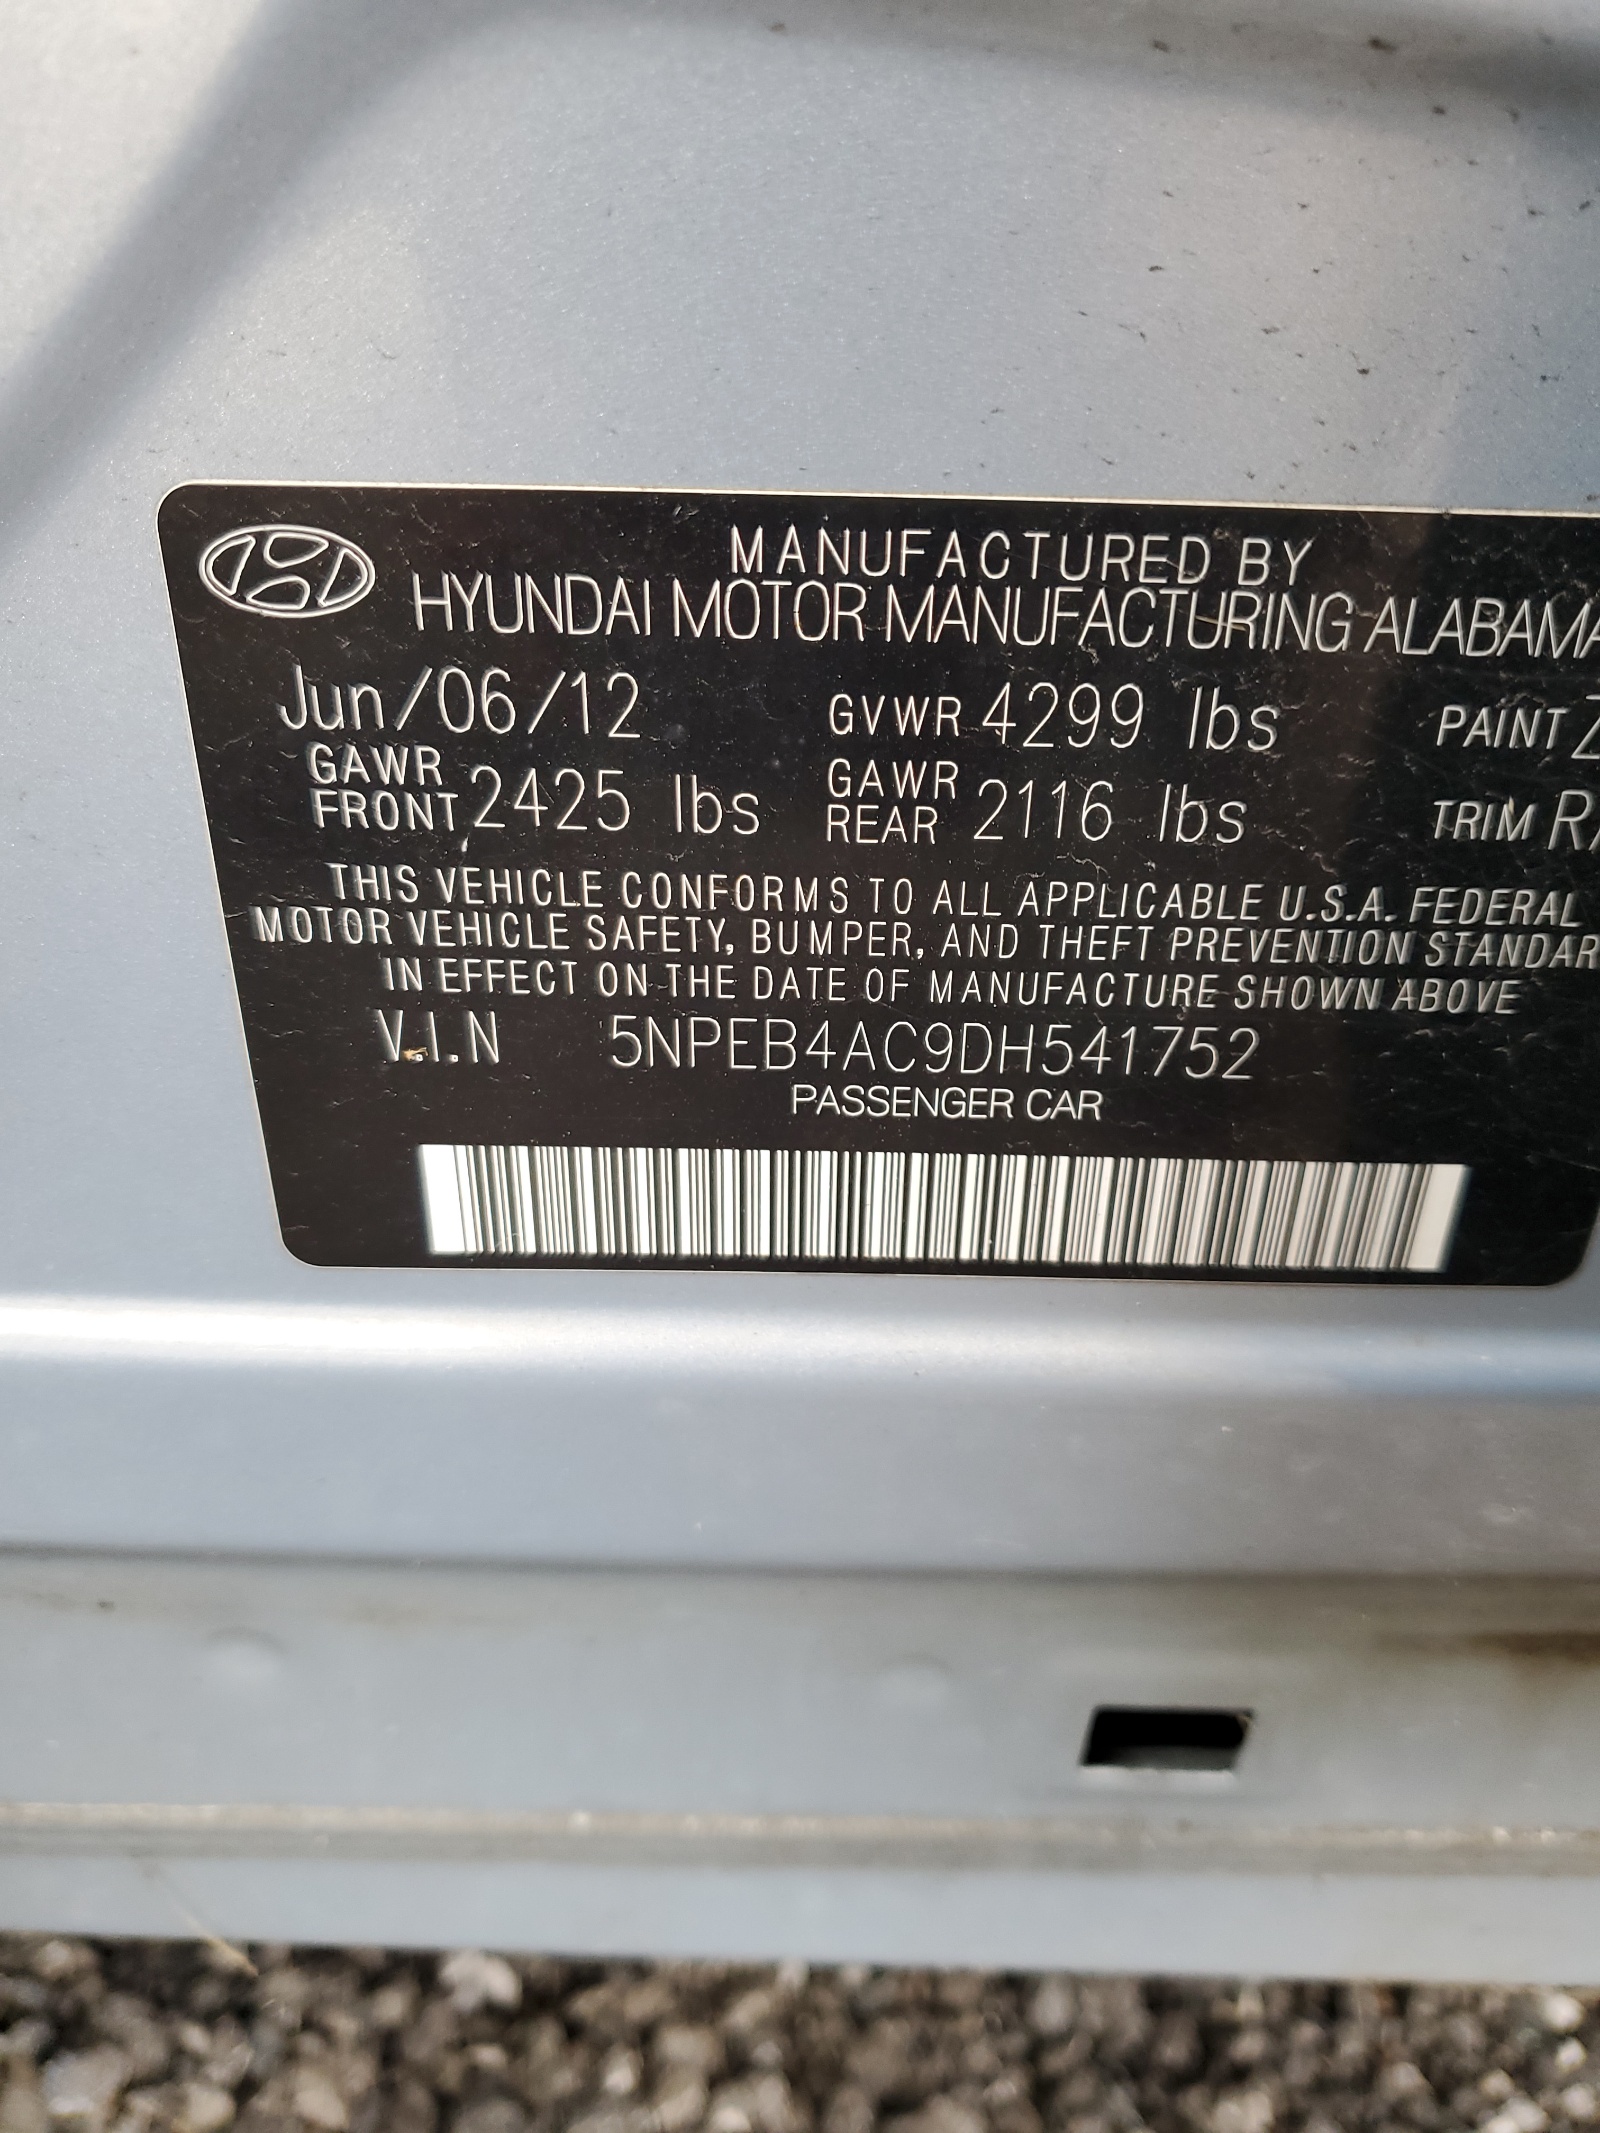 MANUFACTURED BY
HYUNDAI MOTOR MANUFACTURING ALABAMA
Jun/06/12 GVWR 4299 lbs PAINT
GAWR FRONT 2425 lbs GAWR REAR 2116 lbs TRIM
THIS VEHICLE CONFORMS TO ALL APPLICABLE U.S.A. FEDERAL
MOTOR VEHICLE SAFETY, BUMPER, AND THEFT PREVENTION STANDAR
IN EFFECT ON THE DATE OF MANUFACTURE SHOWN ABOVE
V.I.N 5NPEB4AC9DH541752
PASSENGER CAR